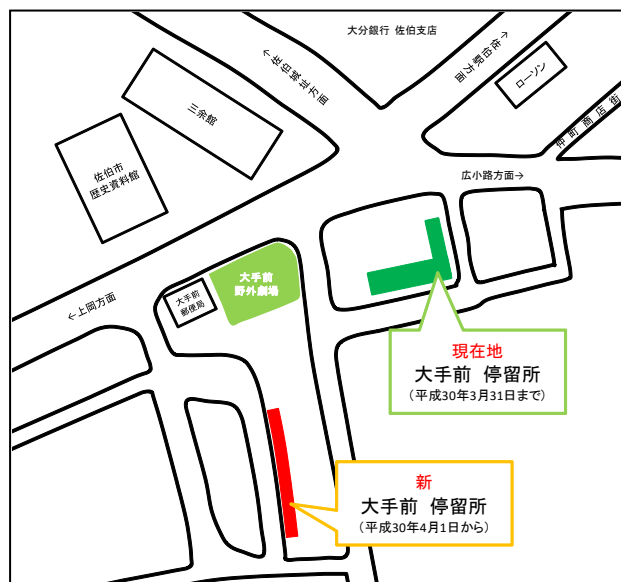 大分銀行 佐伯支店
←佐伯城址方面
→佐伯駅方面
ローソン
三余館
仲町商店街
佐伯市
歴史資料館
広小路方面→
大手前
野外劇場
大手前
郵便局
←上岡方面
現在地
大手前 停留所
（平成30年3月31日まで）
新
大手前 停留所
（平成30年4月1日から）